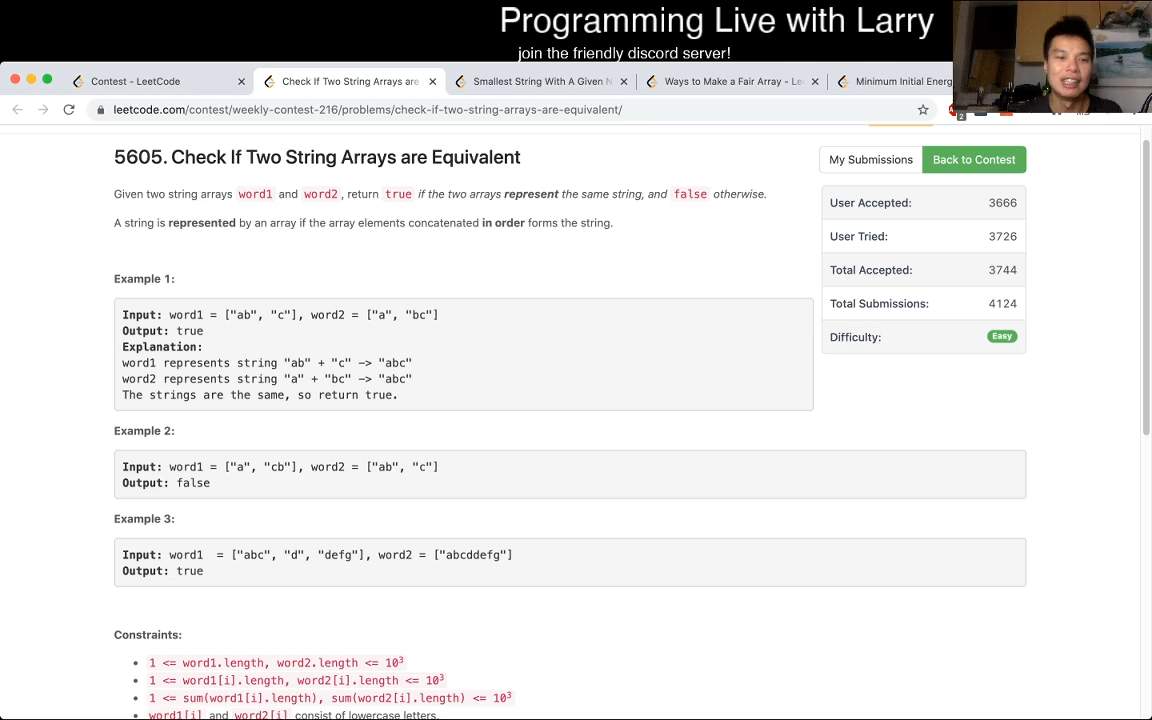 Programming Live with Larry
join the friendly discord server!
Contest - LeetCode
Check If Two String Arrays are
Smallest String With A Given N
Ways to Make a Fair Array - Le
Minimum Initial Energ
leetcode.com/contest/weekly-contest-216/problems/check-if-two-string-arrays-are-equivalent/
2
5605. Check If Two String Arrays are Equivalent
My Submissions
Back to Contest
Given two string arrays word1 and word2, return true if the two arrays represent the same string, and false otherwise.
A string is represented by an array if the array elements concatenated in order forms the string.
User Accepted: 3666
User Tried: 3726
Total Accepted: 3744
Total Submissions: 4124
Difficulty: Easy
Example 1:
Input: word1 = ["ab", "c"], word2 = ["a", "bc"]
Output: true
Explanation:
word1 represents string "ab" + "c" -> "abc"
word2 represents string "a" + "bc" -> "abc"
The strings are the same, so return true.
Example 2:
Input: word1 = ["a", "cb"], word2 = ["ab", "c"]
Output: false
Example 3:
Input: word1  = ["abc", "d", "defg"], word2 = ["abcddefg"]
Output: true
Constraints:
1 <= word1.length, word2.length <= 10³
1 <= word1[i].length, word2[i].length <= 10³
1 <= sum(word1[i].length), sum(word2[i].length) <= 10³
word1[i] and word2[i] consist of lowercase letters.